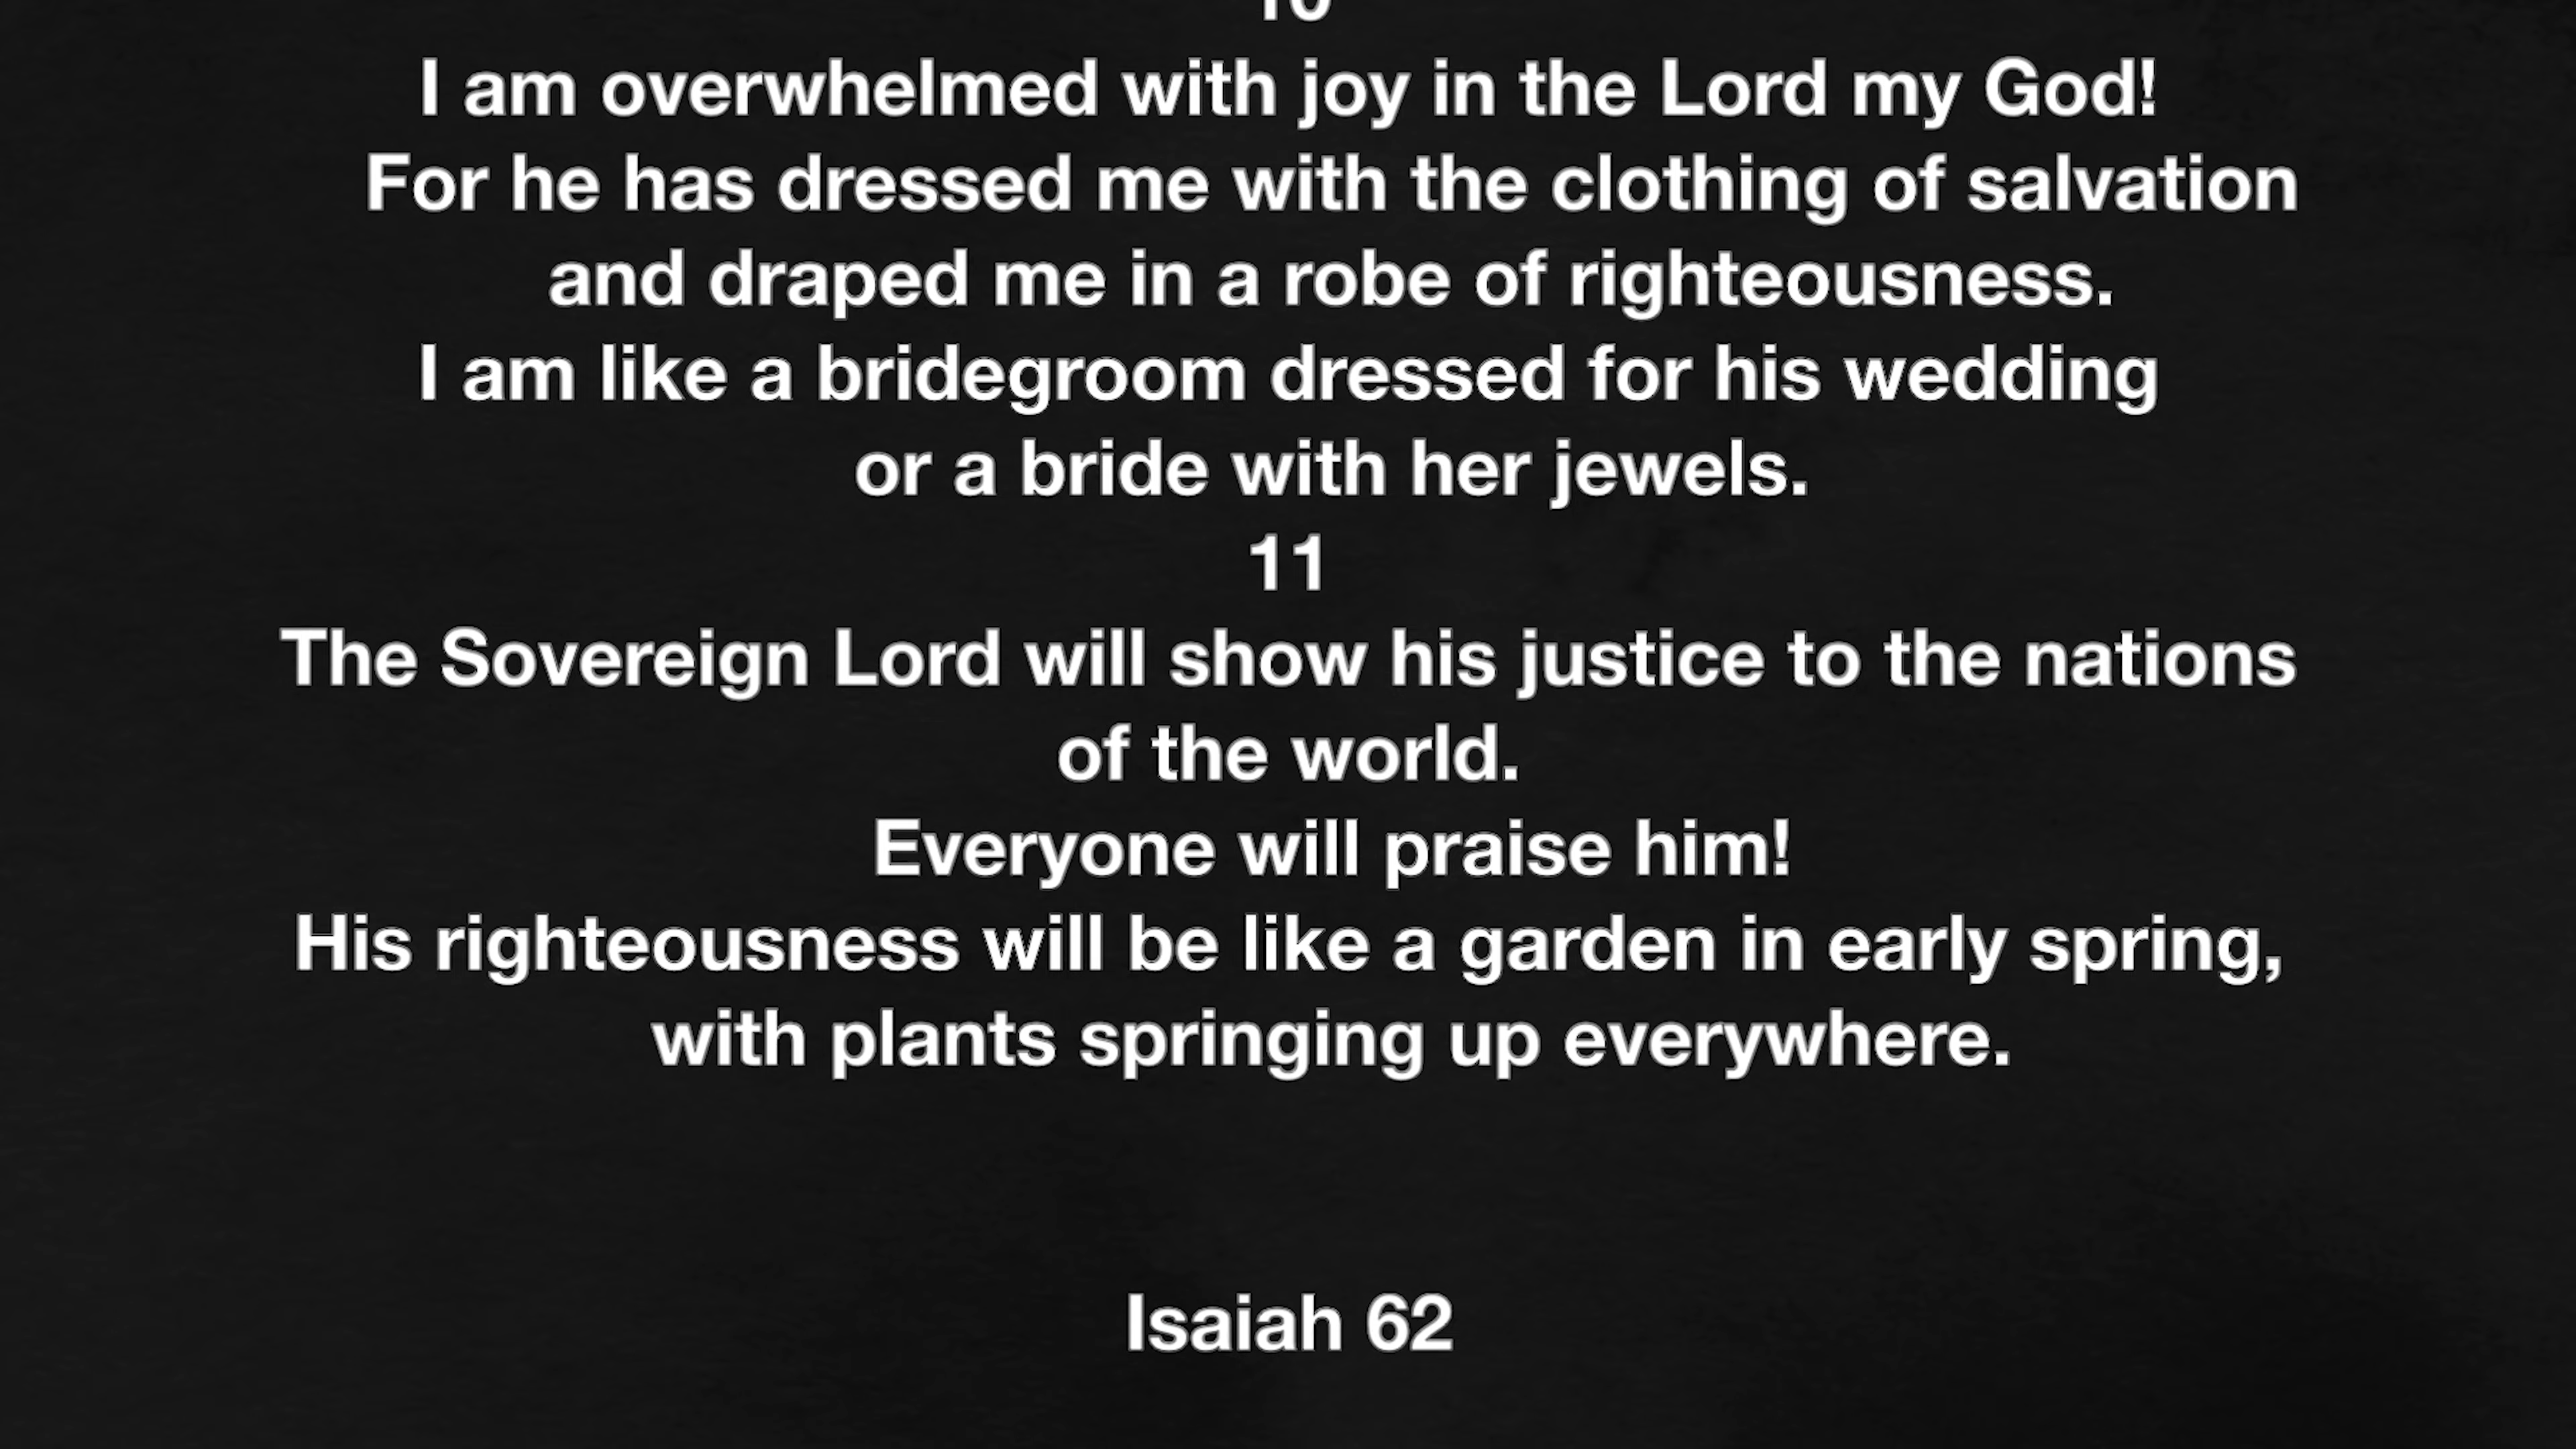 10
I am overwhelmed with joy in the Lord my God!
For he has dressed me with the clothing of salvation
and draped me in a robe of righteousness.
I am like a bridegroom dressed for his wedding
or a bride with her jewels.
11
The Sovereign Lord will show his justice to the nations
of the world.
Everyone will praise him!
His righteousness will be like a garden in early spring,
with plants springing up everywhere.
Isaiah 62